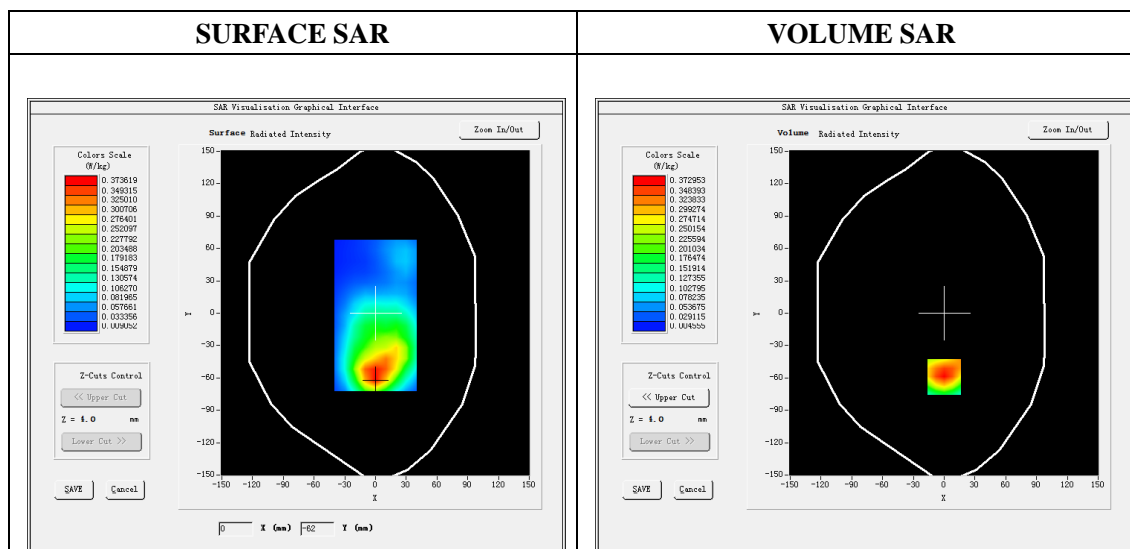 SURFACE SAR
VOLUME SAR
SAR Visualisation Graphical Interface
Surface Radiated Intensity
Zoom In/Out
Colors Scale
(W/kg)
0.373619
0.349315
0.325010
0.300706
0.276401
0.252097
0.227792
0.203488
0.179183
0.154879
0.130574
0.106270
0.081965
0.057661
0.033356
0.009052
150
120
90
60
30
0
-30
-60
-90
-120
-150
Y
-150 -120 -90 -60 -30 0 30 60 90 120 150
X
Z-Cuts Control
<< Upper Cut
Z = 4.0 mm
Lower Cut >>
SAVE Cancel
0 X (mm) -62 Y (mm)
SAR Visualisation Graphical Interface
Volume Radiated Intensity
Zoom In/Out
Colors Scale
(W/kg)
0.372953
0.348393
0.323833
0.299274
0.274714
0.250154
0.225594
0.201034
0.176474
0.151914
0.127355
0.102795
0.078235
0.053675
0.029115
0.004555
150
120
90
60
30
0
-30
-60
-90
-120
-150
Y
-150 -120 -90 -60 -30 0 30 60 90 120 150
X
Z-Cuts Control
<< Upper Cut
Z = 4.0 mm
Lower Cut >>
SAVE Cancel